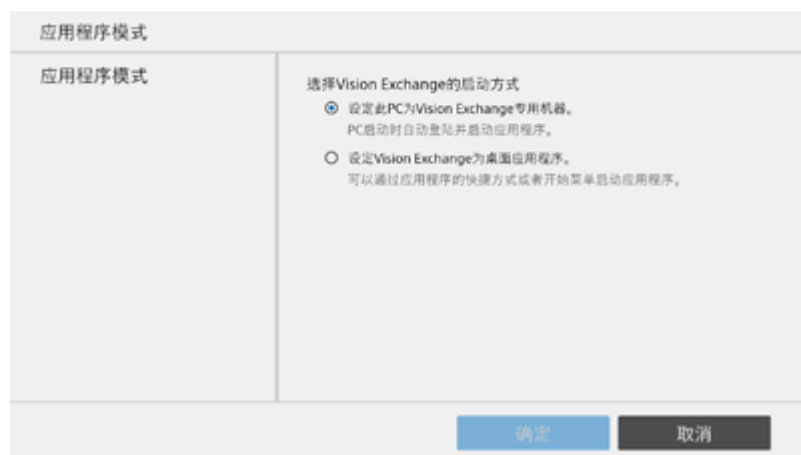 应用程序模式
应用程序模式
选择Vision Exchange的启动方式
设定此PC为Vision Exchange专用机器。
PC启动时自动登陆并启动应用程序。
设定Vision Exchange为桌面应用程序。
可以通过应用程序的快捷方式或者开始菜单启动应用程序。
确定
取消